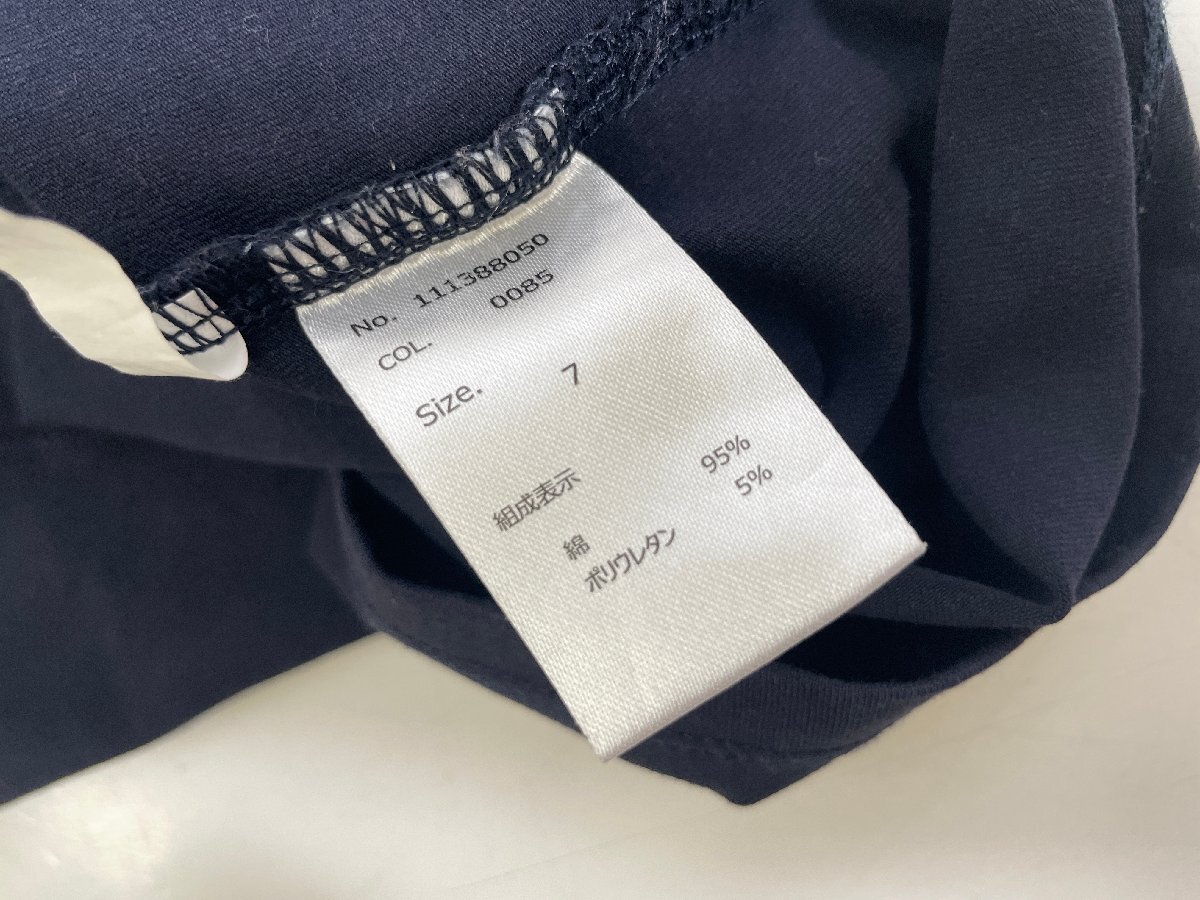 No. 111388050
COL. 0085
Size. 7
組成表示
綿 95%
ポリウレタン 5%